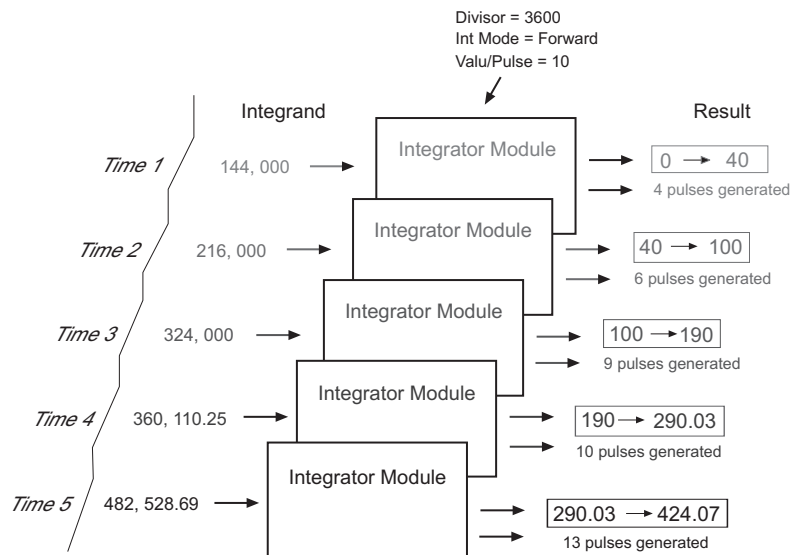 Divisor = 3600
Int Mode = Forward
Valu/Pulse = 10
Integrand
Result
Time 1
144, 000
Integrator Module
0 → 40
4 pulses generated
Time 2
216, 000
Integrator Module
40 → 100
6 pulses generated
Time 3
324, 000
Integrator Module
100 → 190
9 pulses generated
Time 4
360, 110.25
Integrator Module
190 → 290.03
10 pulses generated
Time 5
482, 528.69
Integrator Module
290.03 → 424.07
13 pulses generated